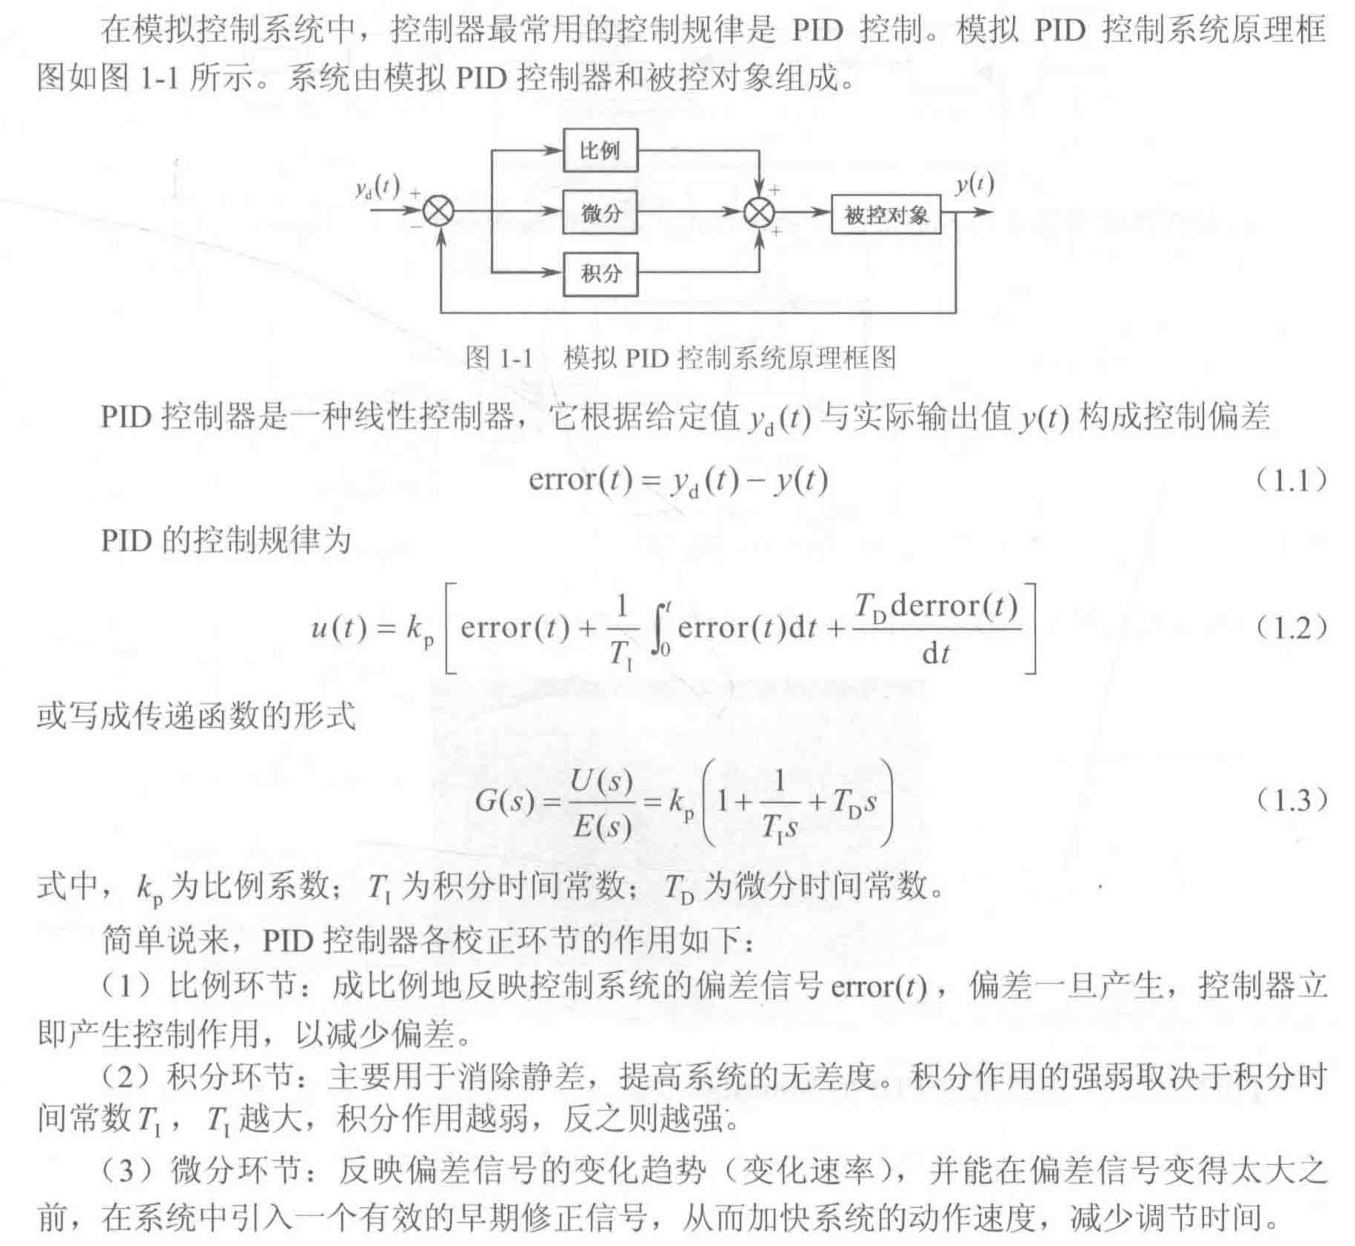 在模拟控制系统中，控制器最常用的控制规律是 PID 控制。模拟 PID 控制系统原理框
图如图 1-1 所示。系统由模拟 PID 控制器和被控对象组成。
比例
y_d(t) + y(t)
+
微分 被控对象
− +
积分
图 1-1 模拟 PID 控制系统原理框图
PID 控制器是一种线性控制器，它根据给定值 y_d(t) 与实际输出值 y(t) 构成控制偏差
error(t) = y_d(t) − y(t) （1.1）
PID 的控制规律为
u(t) = k_p [ error(t) + 1/T_I ∫_0^t error(t)dt + T_D derror(t)/dt ] （1.2）
或写成传递函数的形式
G(s) = U(s)/E(s) = k_p ( 1 + 1/(T_I s) + T_D s ) （1.3）
式中，k_p 为比例系数；T_I 为积分时间常数；T_D 为微分时间常数。
简单说来，PID 控制器各校正环节的作用如下：
（1）比例环节：成比例地反映控制系统的偏差信号 error(t)，偏差一旦产生，控制器立
即产生控制作用，以减少偏差。
（2）积分环节：主要用于消除静差，提高系统的无差度。积分作用的强弱取决于积分时
间常数 T_I，T_I 越大，积分作用越弱，反之则越强。
（3）微分环节：反映偏差信号的变化趋势（变化速率），并能在偏差信号变得太大之
前，在系统中引入一个有效的早期修正信号，从而加快系统的动作速度，减少调节时间。